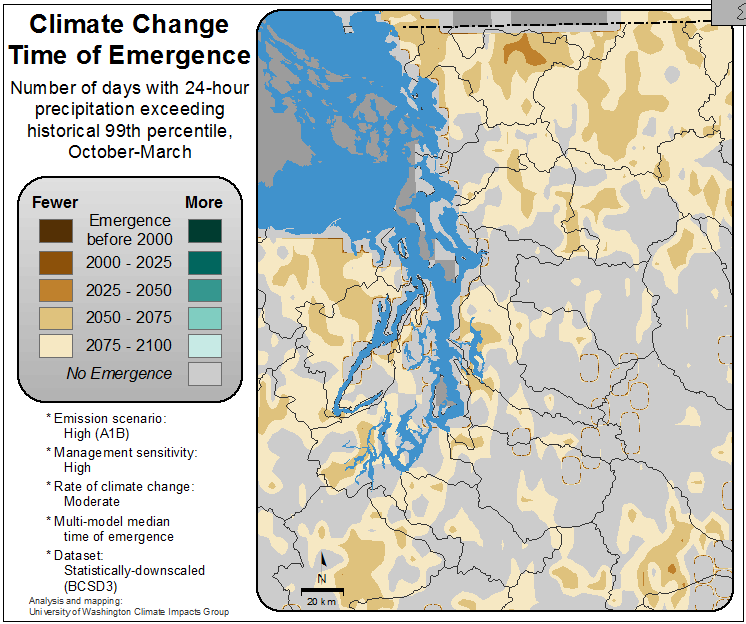 Climate Change
Time of Emergence
Number of days with 24-hour
precipitation exceeding
historical 99th percentile,
October-March
Fewer More
Emergence
before 2000
2000 - 2025
2025 - 2050
2050 - 2075
2075 - 2100
No Emergence
* Emission scenario:
High (A1B)
* Management sensitivity:
High
* Rate of climate change:
Moderate
* Multi-model median
time of emergence
* Dataset:
Statistically-downscaled
(BCSD3)
Analysis and mapping:
University of Washington Climate Impacts Group
N
20 km